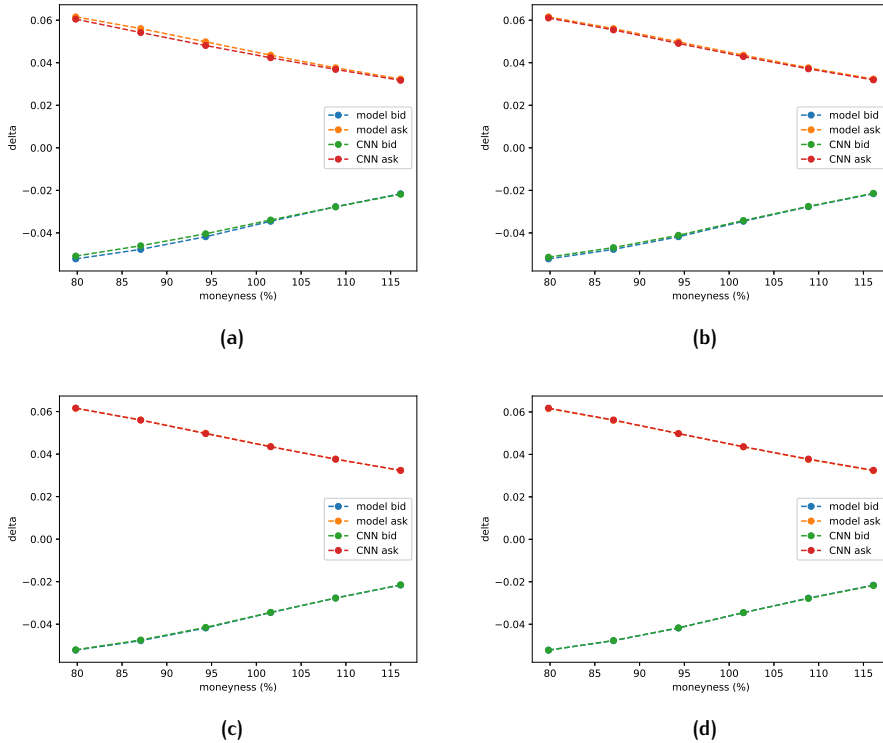 0.06
0.04
0.02
0.00
−0.02
−0.04
delta
model bid
model ask
CNN bid
CNN ask
80 85 90 95 100 105 110 115
moneyness (%)
(a)
0.06
0.04
0.02
0.00
−0.02
−0.04
delta
model bid
model ask
CNN bid
CNN ask
80 85 90 95 100 105 110 115
moneyness (%)
(b)
0.06
0.04
0.02
0.00
−0.02
−0.04
delta
model bid
model ask
CNN bid
CNN ask
80 85 90 95 100 105 110 115
moneyness (%)
(c)
0.06
0.04
0.02
0.00
−0.02
−0.04
delta
model bid
model ask
CNN bid
CNN ask
80 85 90 95 100 105 110 115
moneyness (%)
(d)